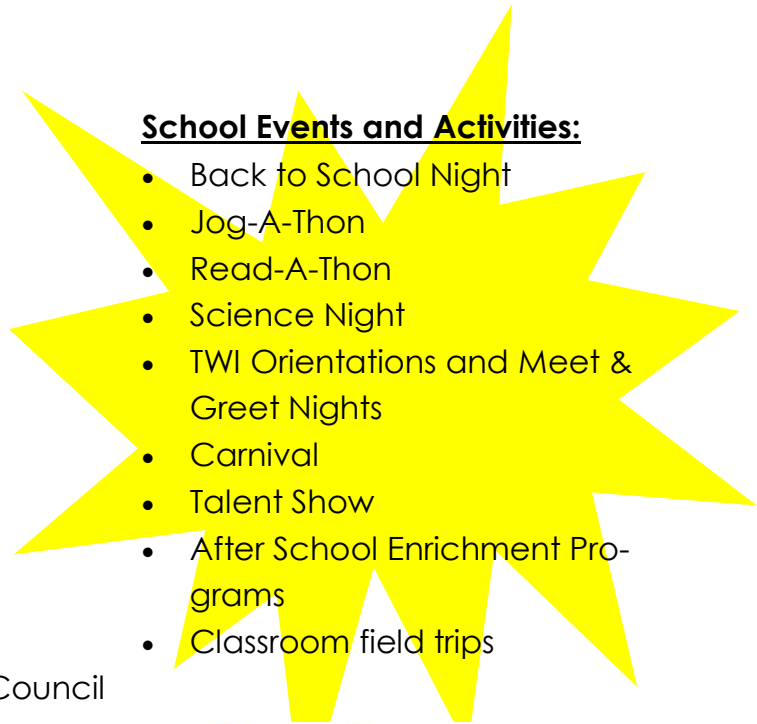 School Events and Activities:
• Back to School Night
• Jog-A-Thon
• Read-A-Thon
• Science Night
• TWI Orientations and Meet &
Greet Nights
• Carnival
• Talent Show
• After School Enrichment Pro-
grams
• Classroom field trips
Council